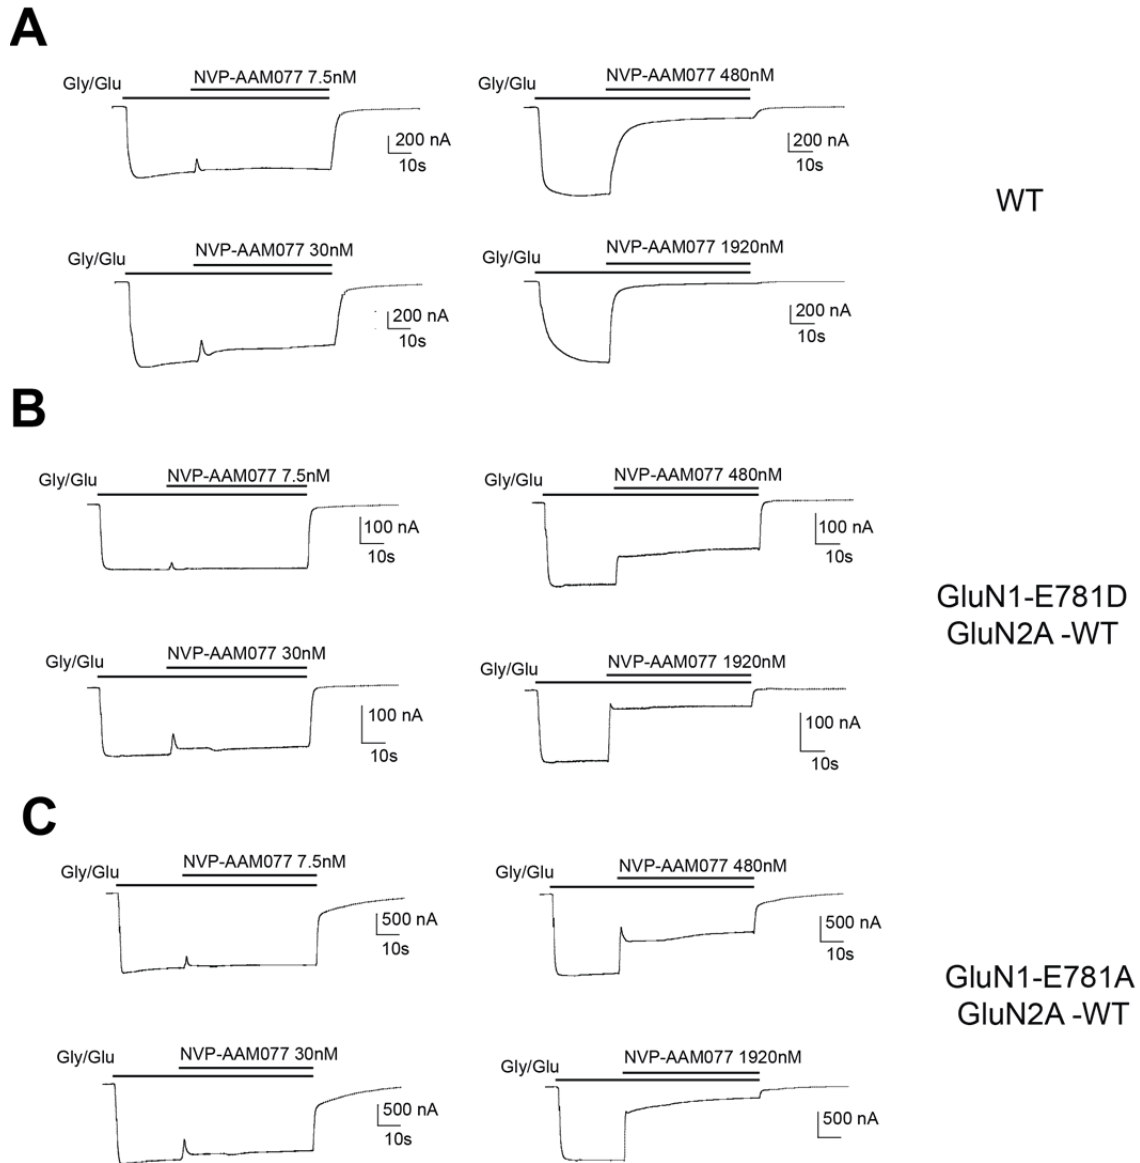 A
Gly/Glu
NVP-AAM077 7.5nM
200 nA
10s
Gly/Glu
NVP-AAM077 480nM
200 nA
10s
WT
Gly/Glu
NVP-AAM077 30nM
200 nA
10s
Gly/Glu
NVP-AAM077 1920nM
200 nA
10s
B
Gly/Glu
NVP-AAM077 7.5nM
100 nA
10s
Gly/Glu
NVP-AAM077 480nM
100 nA
10s
GluN1-E781D
GluN2A -WT
Gly/Glu
NVP-AAM077 30nM
100 nA
10s
Gly/Glu
NVP-AAM077 1920nM
100 nA
10s
C
Gly/Glu
NVP-AAM077 7.5nM
500 nA
10s
Gly/Glu
NVP-AAM077 480nM
500 nA
10s
GluN1-E781A
GluN2A -WT
Gly/Glu
NVP-AAM077 30nM
500 nA
10s
Gly/Glu
NVP-AAM077 1920nM
500 nA